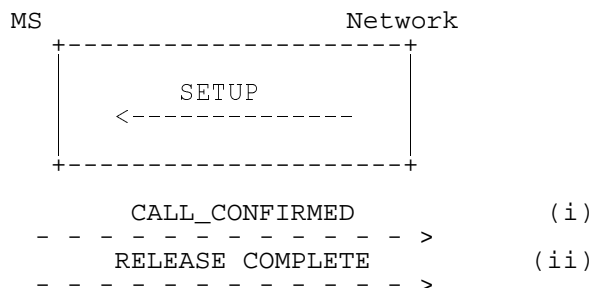 MS Network
SETUP
CALL_CONFIRMED (i)
RELEASE COMPLETE (ii)